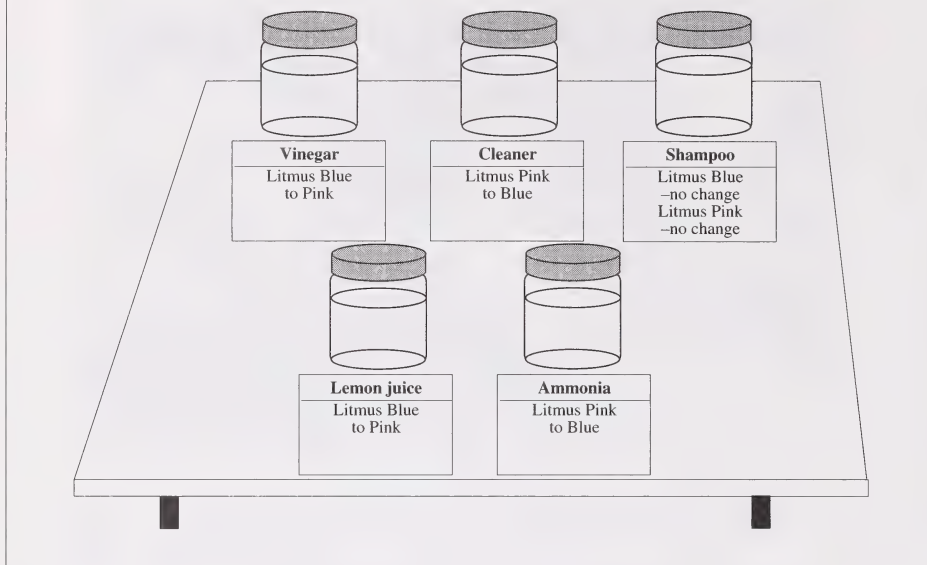 Vinegar
Litmus Blue
to Pink
Cleaner
Litmus Pink
to Blue
Shampoo
Litmus Blue
–no change
Litmus Pink
–no change
Lemon juice
Litmus Blue
to Pink
Ammonia
Litmus Pink
to Blue